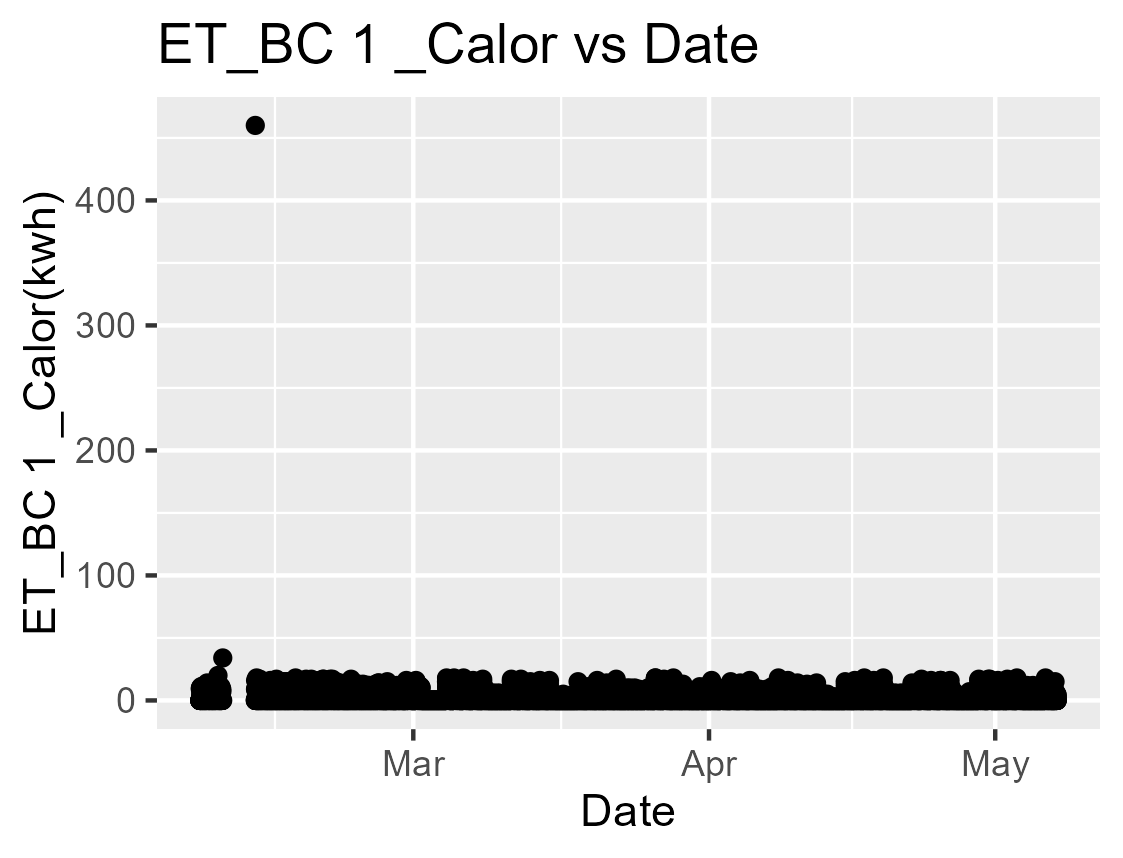 ET_BC 1 _Calor vs Date
ET_BC 1 _Calor(kwh)
400
300
200
100
0
Mar Apr May
Date